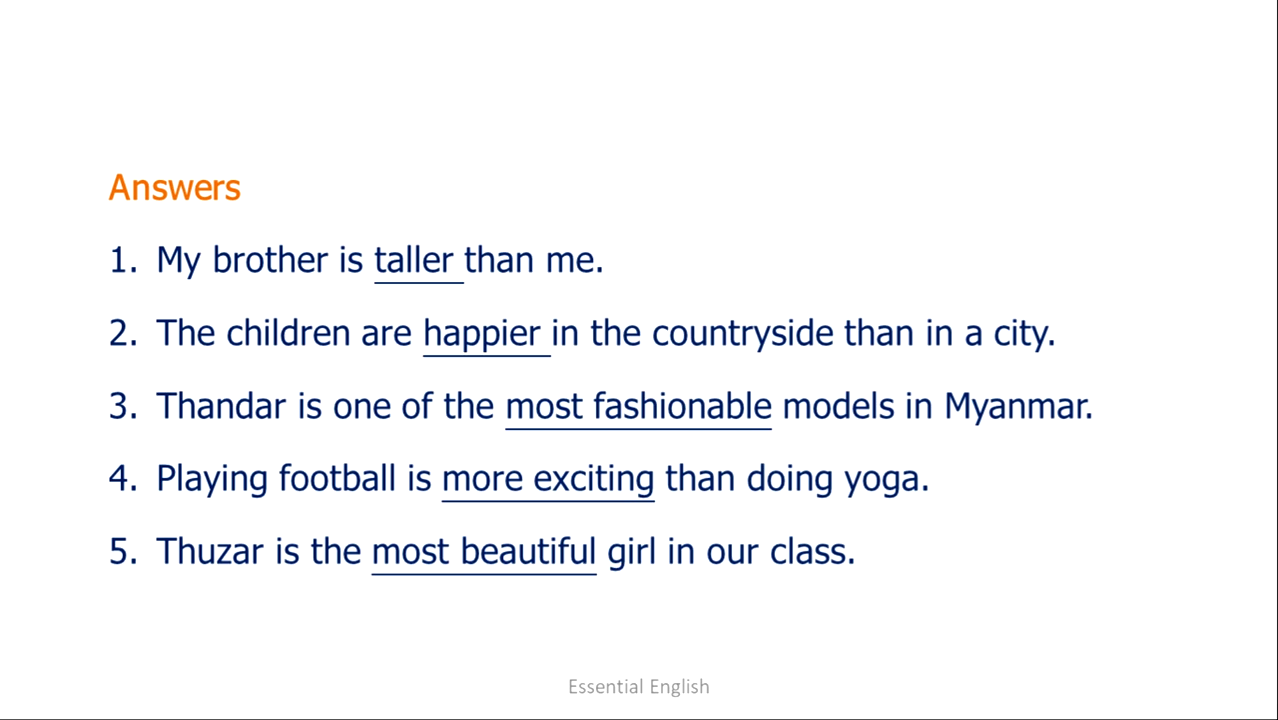 Answers
1. My brother is taller than me.
2. The children are happier in the countryside than in a city.
3. Thandar is one of the most fashionable models in Myanmar.
4. Playing football is more exciting than doing yoga.
5. Thuzar is the most beautiful girl in our class.
Essential English